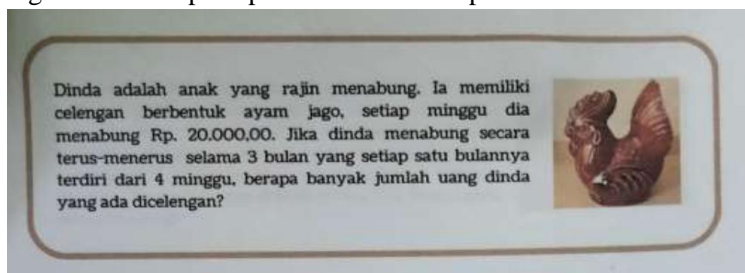 Dinda adalah anak yang rajin menabung. Ia memiliki
celengan berbentuk ayam jago, setiap minggu dia
menabung Rp. 20.000,00. Jika dinda menabung secara
terus-menerus selama 3 bulan yang setiap satu bulannya
terdiri dari 4 minggu, berapa banyak jumlah uang dinda
yang ada dicelengan?